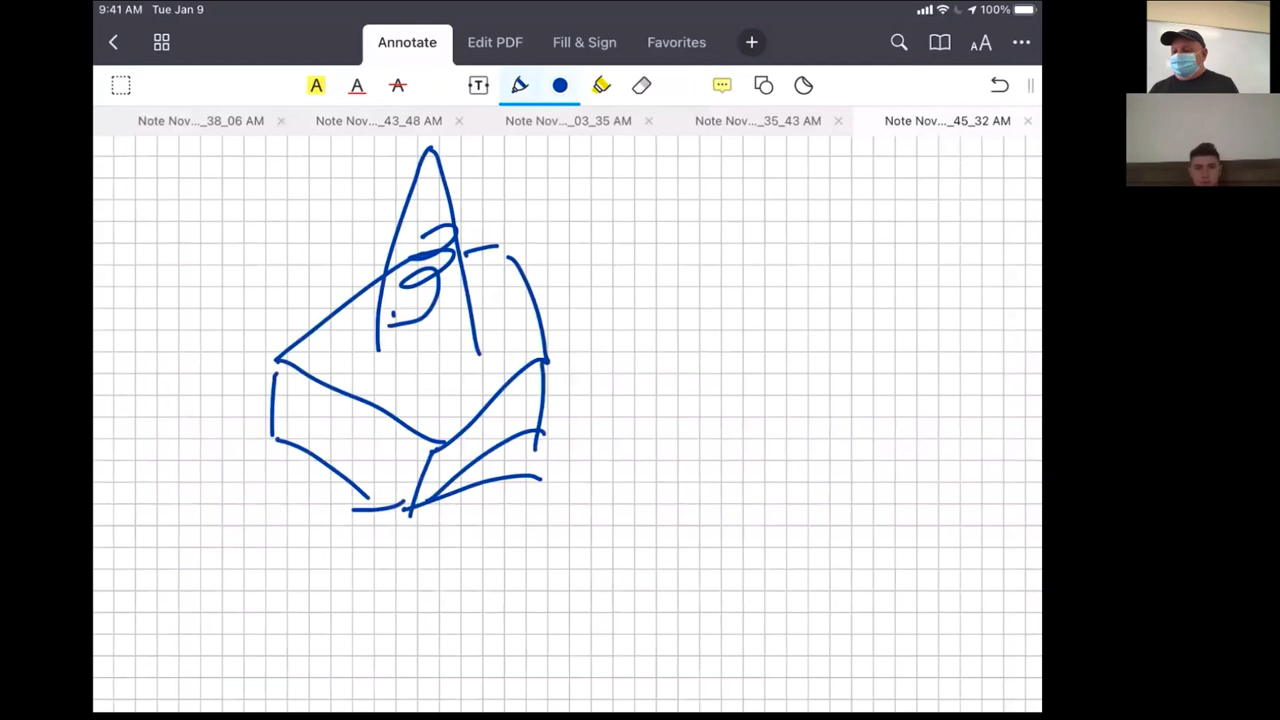 9:41 AM Tue Jan 9 100%
Annotate Edit PDF Fill & Sign Favorites +
A A A T
AA
Note Nov..._38_06 AM × Note Nov..._43_48 AM × Note Nov..._03_35 AM × Note Nov..._35_43 AM × Note Nov..._45_32 AM ×